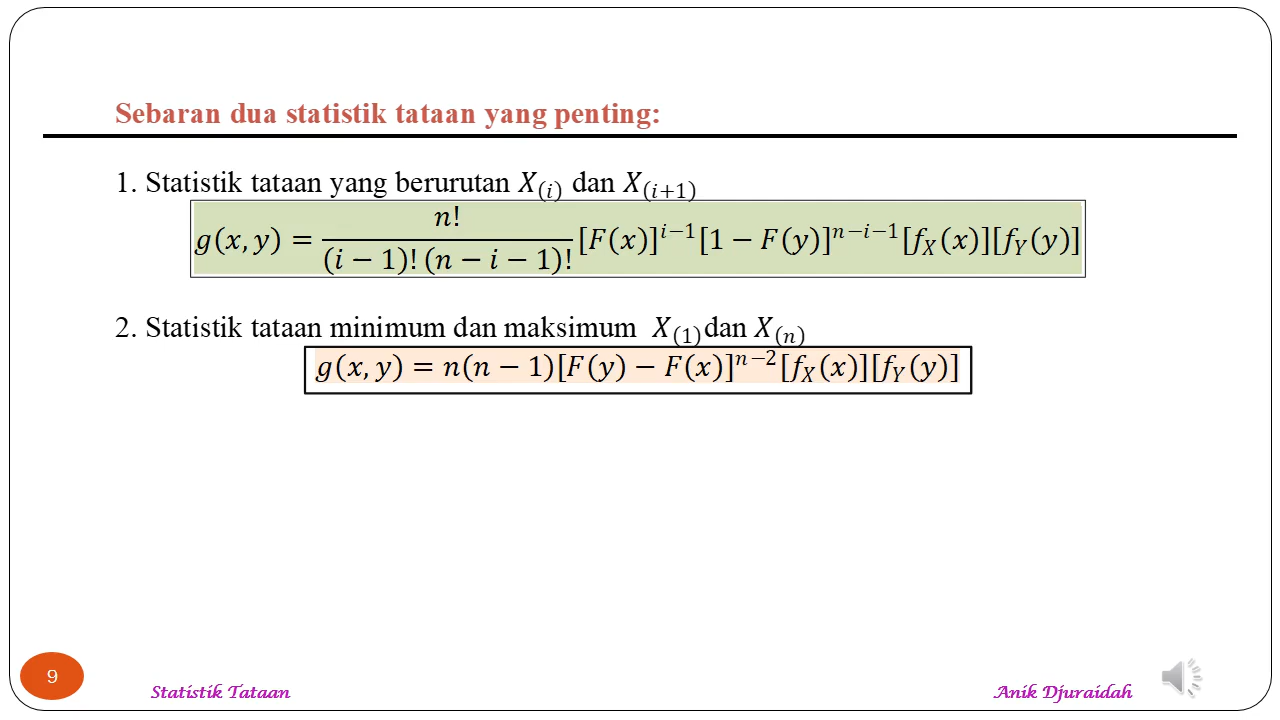 Sebaran dua statistik tataan yang penting:
1. Statistik tataan yang berurutan X₍ᵢ₎ dan X₍ᵢ₊₁₎
g(x, y) = n! / ((i − 1)! (n − i − 1)!) [F(x)]^{i−1}[1 − F(y)]^{n−i−1}[f_X(x)][f_Y(y)]
2. Statistik tataan minimum dan maksimum X₍₁₎ dan X₍ₙ₎
g(x, y) = n(n − 1)[F(y) − F(x)]^{n−2}[f_X(x)][f_Y(y)]
9
Statistik Tataan
Anik Djuraidah